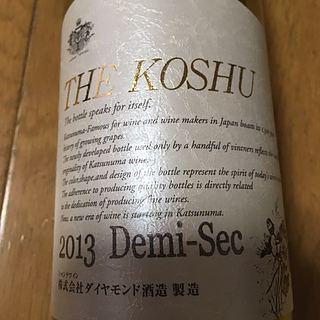 THE KOSHU
The bottle speaks for itself.
Katsunuma-Famous for wine and wine makers in Japan boasts
history of growing grapes.
The newly developed bottle used only by a handful of vintners reflects
originality of Katsunuma wine.
The color, shape, and design of the bottle represent the spirit of today's
The adherence to producing quality bottles is directly related
to the dedication of producing fine wines.
Now, a new era of wine is starting in Katsunuma.
2013 Demi-Sec
株式会社ダイヤモンド酒造 製造